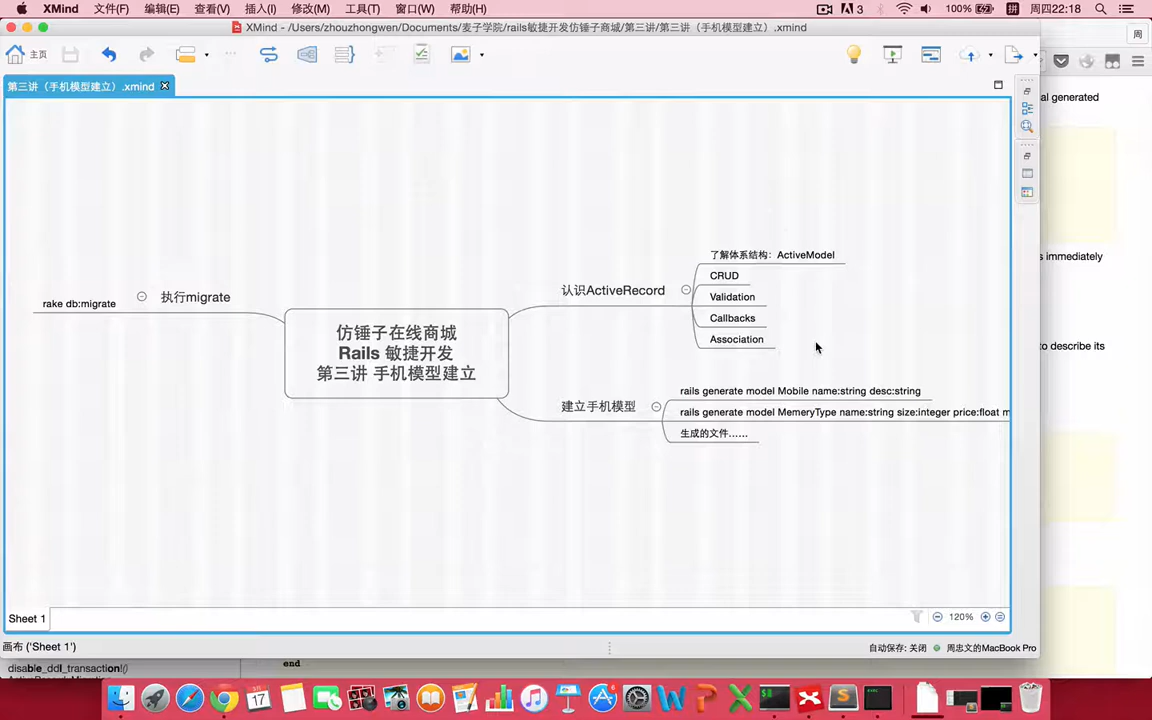 XMind 文件(F) 编辑(E) 查看(V) 插入(I) 修改(M) 工具(T) 窗口(W) 帮助(H) 3 100% 拼 周四22:18
XMind - /Users/zhouzhongwen/Documents/麦子学院/rails敏捷开发仿锤子商城/第三讲/第三讲（手机模型建立）.xmind
周
主页
第三讲（手机模型建立）.xmind
al generated
了解体系结构：ActiveModel
s immediately
CRUD
认识ActiveRecord
执行migrate
Validation
rake db:migrate
Callbacks
仿锤子在线商城
Association
to describe its
Rails 敏捷开发
第三讲 手机模型建立
rails generate model Mobile name:string desc:string
建立手机模型
rails generate model MemeryType name:string size:integer price:float m
生成的文件……
Sheet 1
120%
画布 ('Sheet 1')
自动保存: 关闭
周忠文的MacBook Pro
disable_ddl_transaction!()
end
17